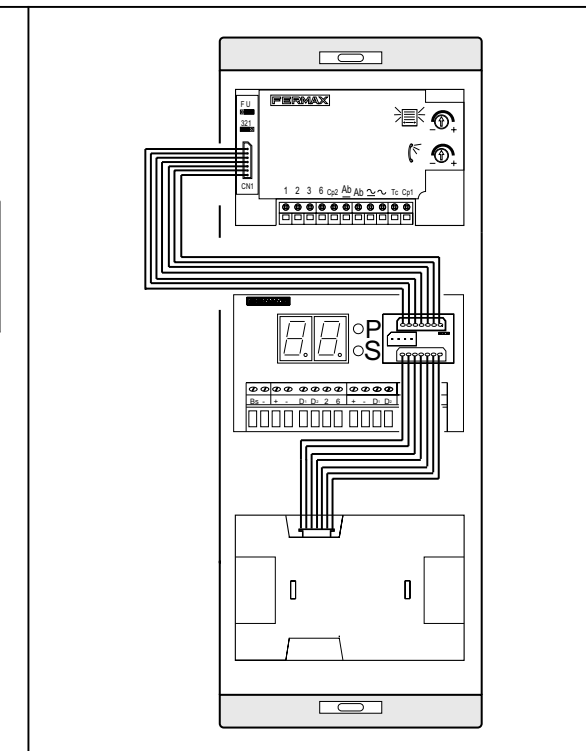 FERMAX
F U
321
CN1
1 2 3 6 Cp2 Ab Ab Tc Cp1
P
S
Bs - + - D D 2 6 + - D D